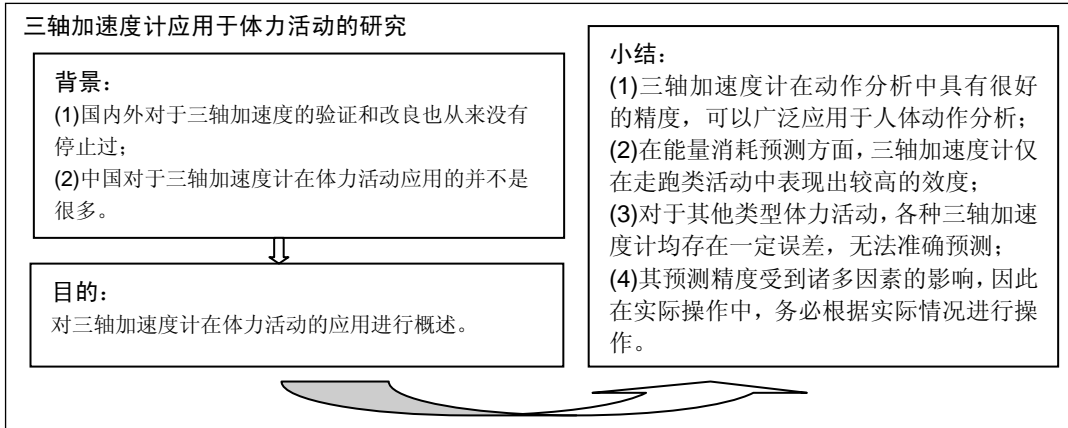 三轴加速度计应用于体力活动的研究
背景：
(1)国内外对于三轴加速度的验证和改良也从来没有
停止过；
(2)中国对于三轴加速度计在体力活动应用的并不是
很多。
目的：
对三轴加速度计在体力活动的应用进行概述。
小结：
(1)三轴加速度计在动作分析中具有很好
的精度，可以广泛应用于人体动作分析；
(2)在能量消耗预测方面，三轴加速度计仅
在走跑类活动中表现出较高的效度；
(3)对于其他类型体力活动，各种三轴加速
度计均存在一定误差，无法准确预测；
(4)其预测精度受到诸多因素的影响，因此
在实际操作中，务必根据实际情况进行操
作。